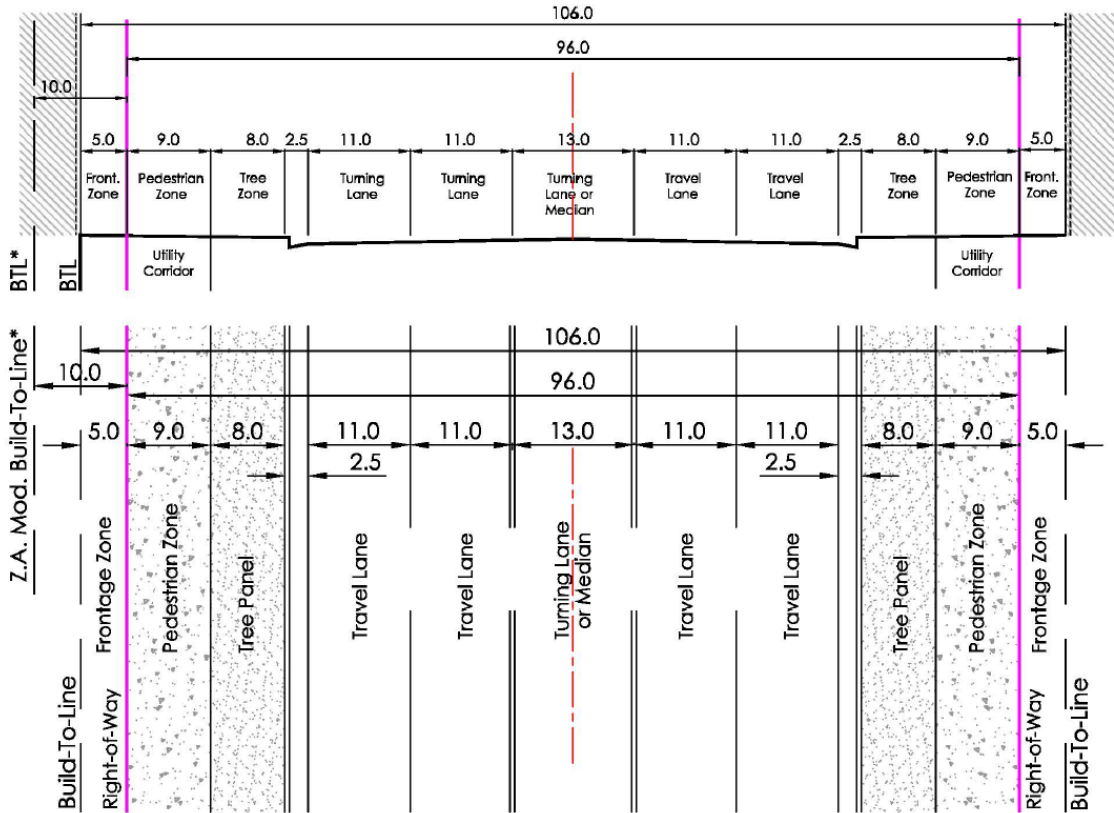 106.0
96.0
10.0
5.0 9.0 8.0 2.5 11.0 11.0 13.0 11.0 11.0 2.5 8.0 9.0 5.0
Front. Zone
Pedestrian Zone
Tree Zone
Turning Lane
Turning Lane
Turning Lane or Median
Travel Lane
Travel Lane
Tree Zone
Pedestrian Zone
Front. Zone
Utility Corridor
Utility Corridor
BTL*
BTL
106.0
10.0
96.0
5.0 9.0 8.0 11.0 11.0 13.0 11.0 11.0 8.0 9.0 5.0
2.5 2.5
Z.A. Mod. Build-To-Line*
Build-To-Line
Frontage Zone
Right-of-Way
Pedestrian Zone
Tree Panel
Travel Lane
Travel Lane
Turning Lane
or Median
Travel Lane
Travel Lane
Tree Panel
Pedestrian Zone
Frontage Zone
Right-of-Way
Build-To-Line